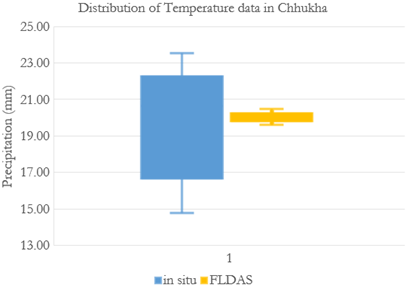 Distribution of Temperature data in Chhukha
Precipitation (mm)
25.00
23.00
21.00
19.00
17.00
15.00
13.00
1
in situ FLDAS